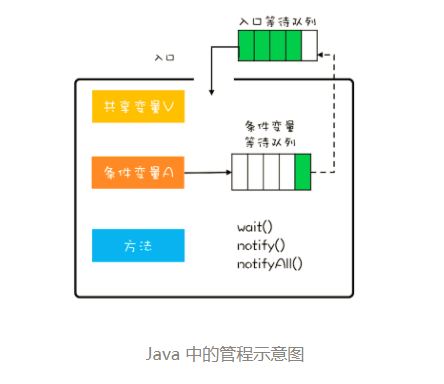 入口等待队列
入口
共享变量V
条件变量
等待队列
条件变量A
方法
wait()
notify()
notifyAll()
Java 中的管程示意图